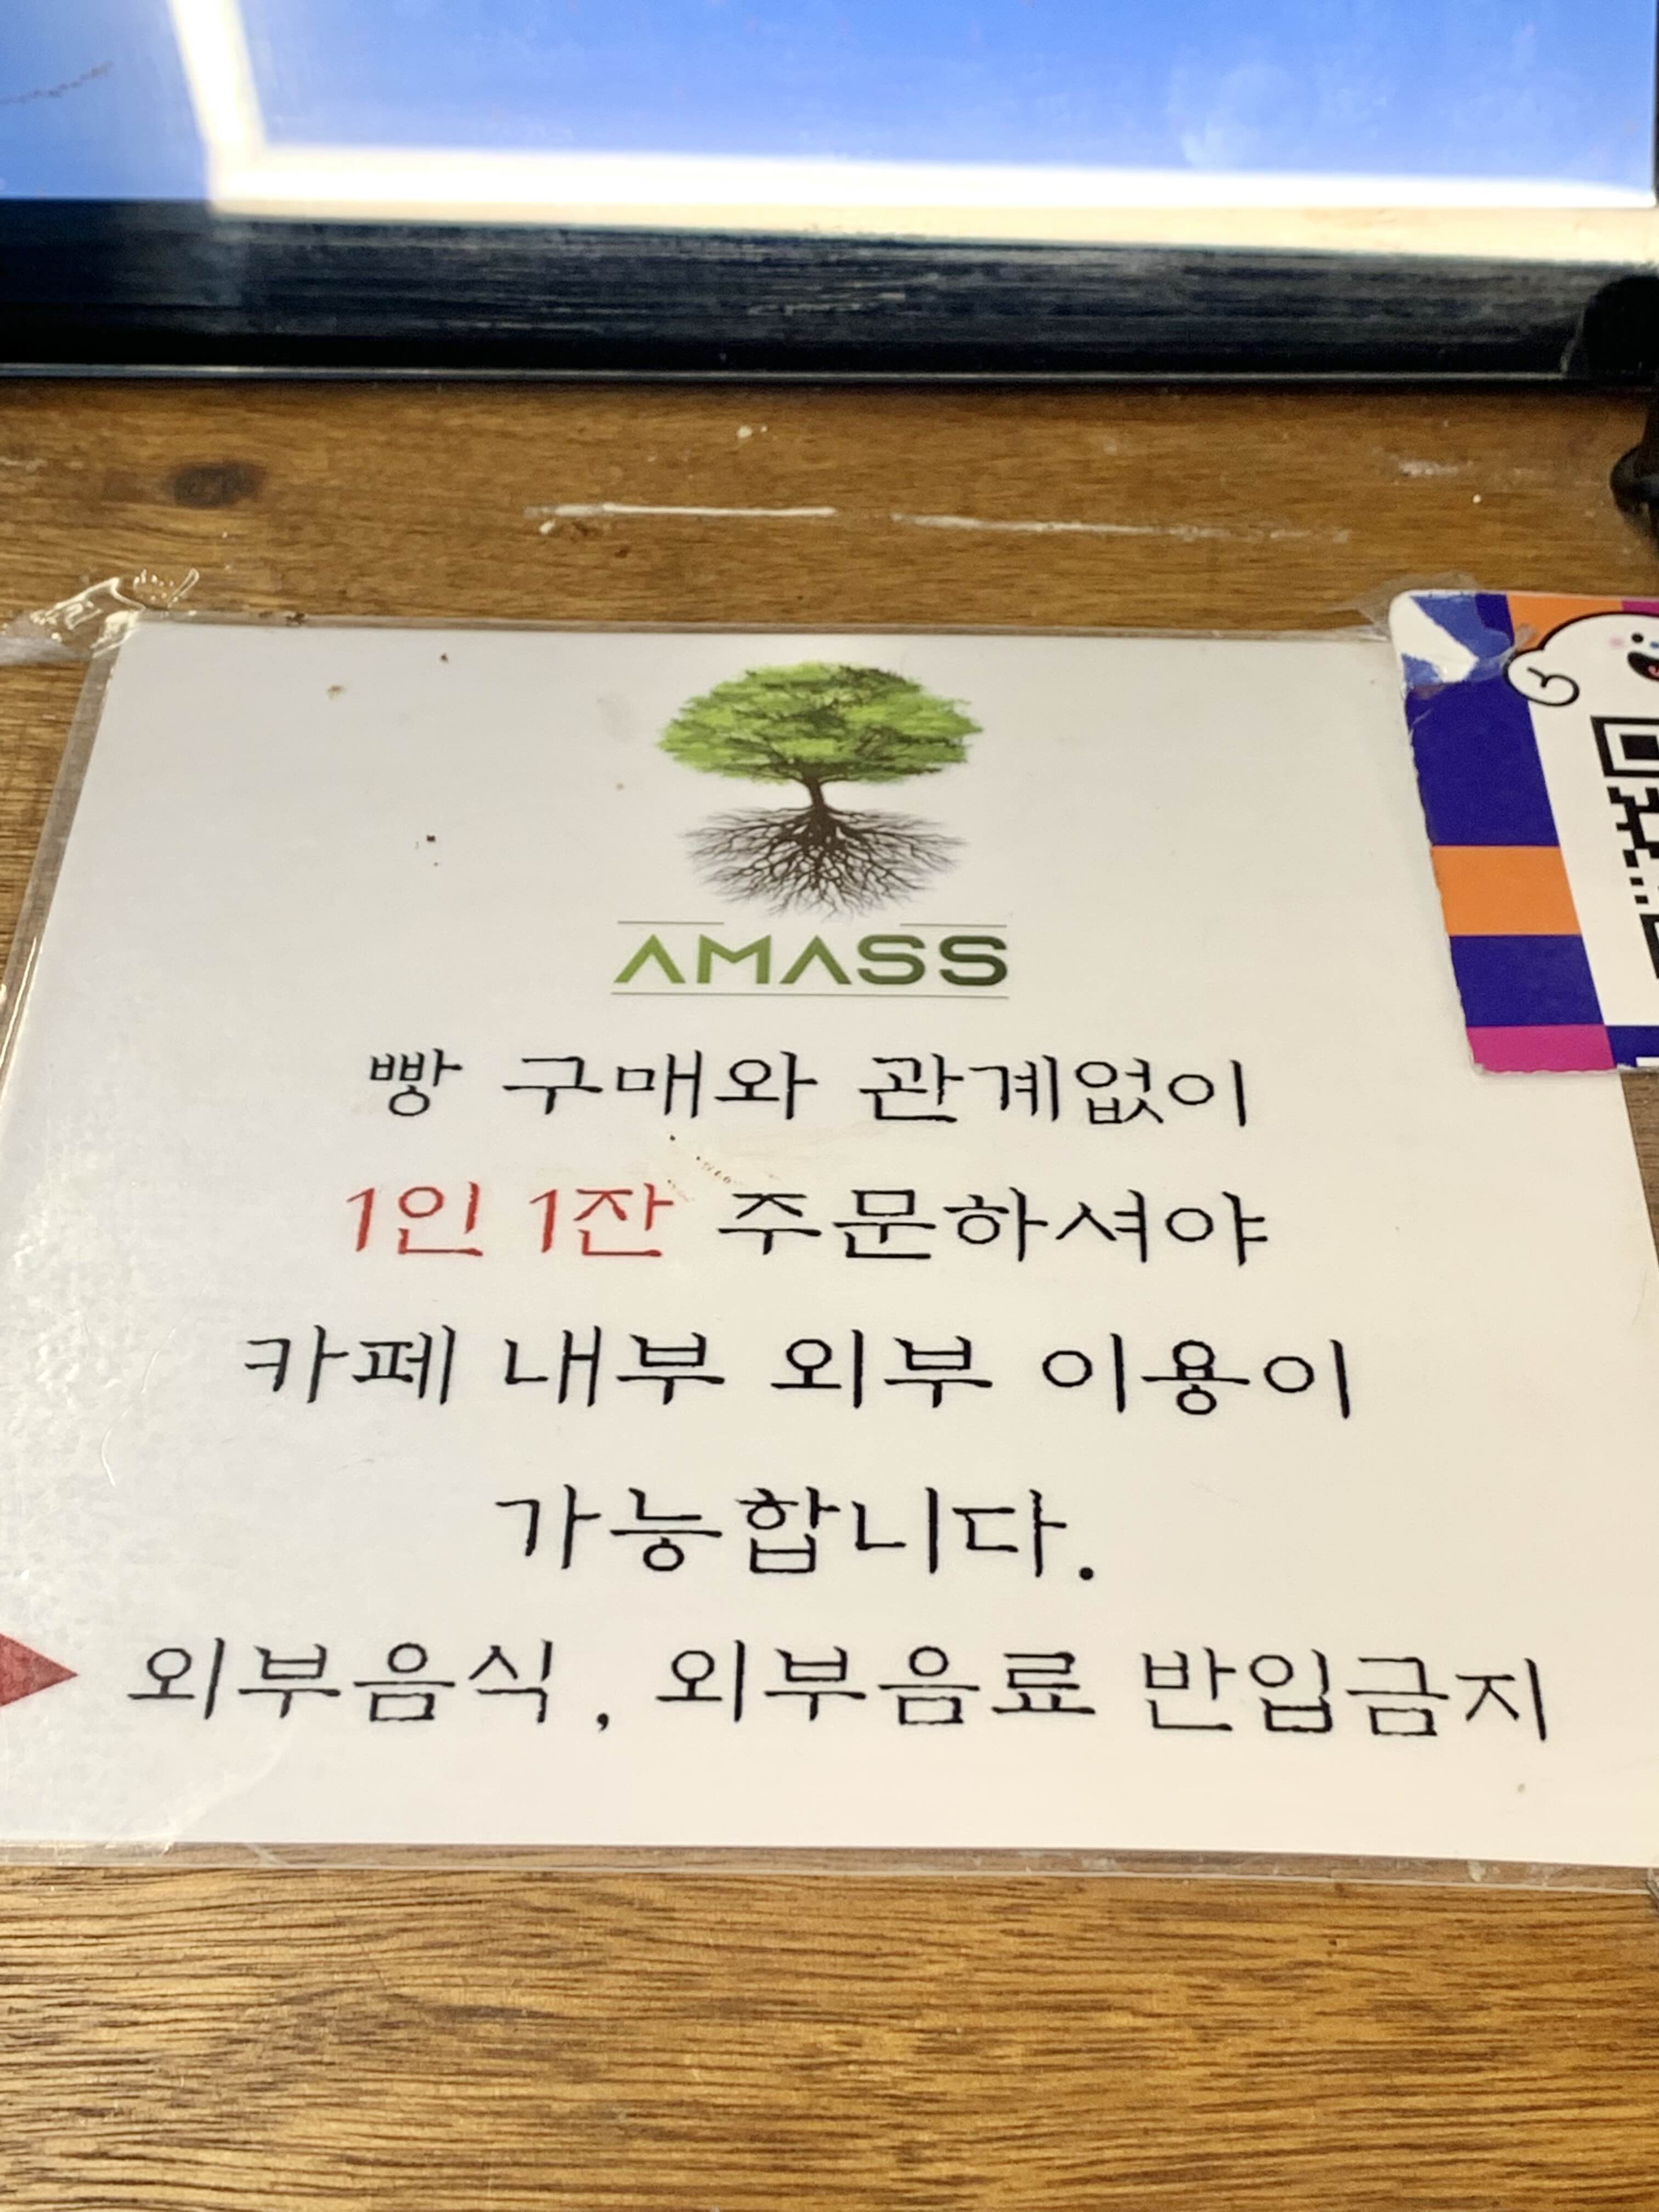 AMASS
빵 구매와 관계없이
1인 1잔 주문하셔야
카페 내부 외부 이용이
가능합니다.
외부음식, 외부음료 반입금지